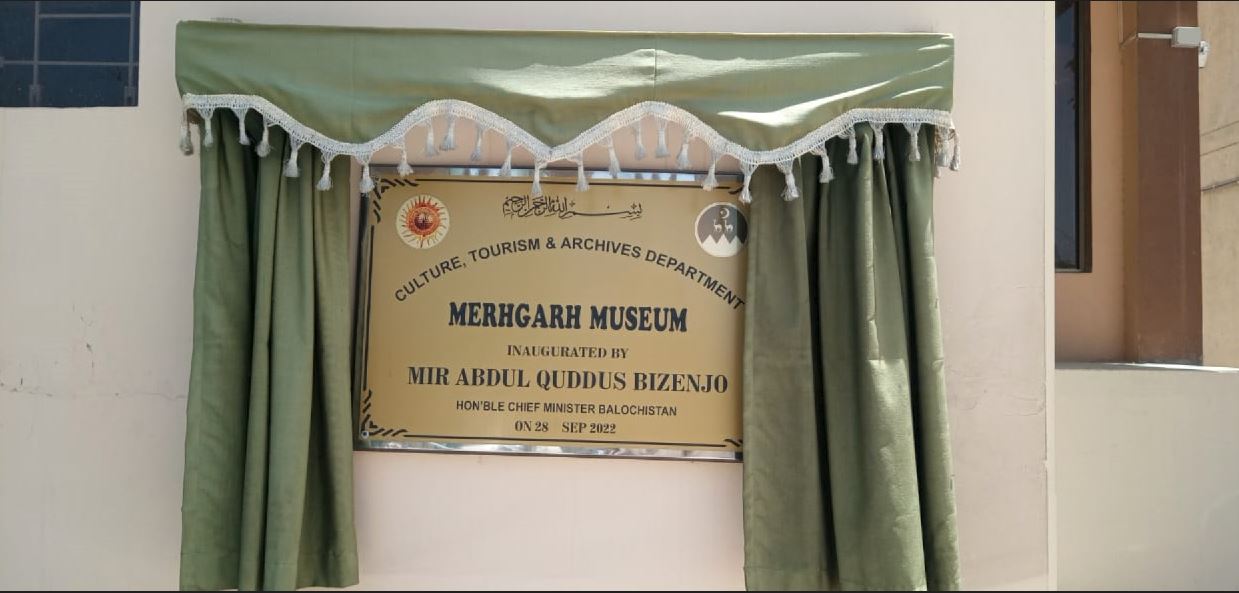 بسم الله الرحمن الرحيم
CULTURE, TOURISM & ARCHIVES DEPARTMENT
MERHGARH MUSEUM
INAUGURATED BY
MIR ABDUL QUDDUS BIZENJO
HON'BLE CHIEF MINISTER BALOCHISTAN
ON 28 SEP 2022